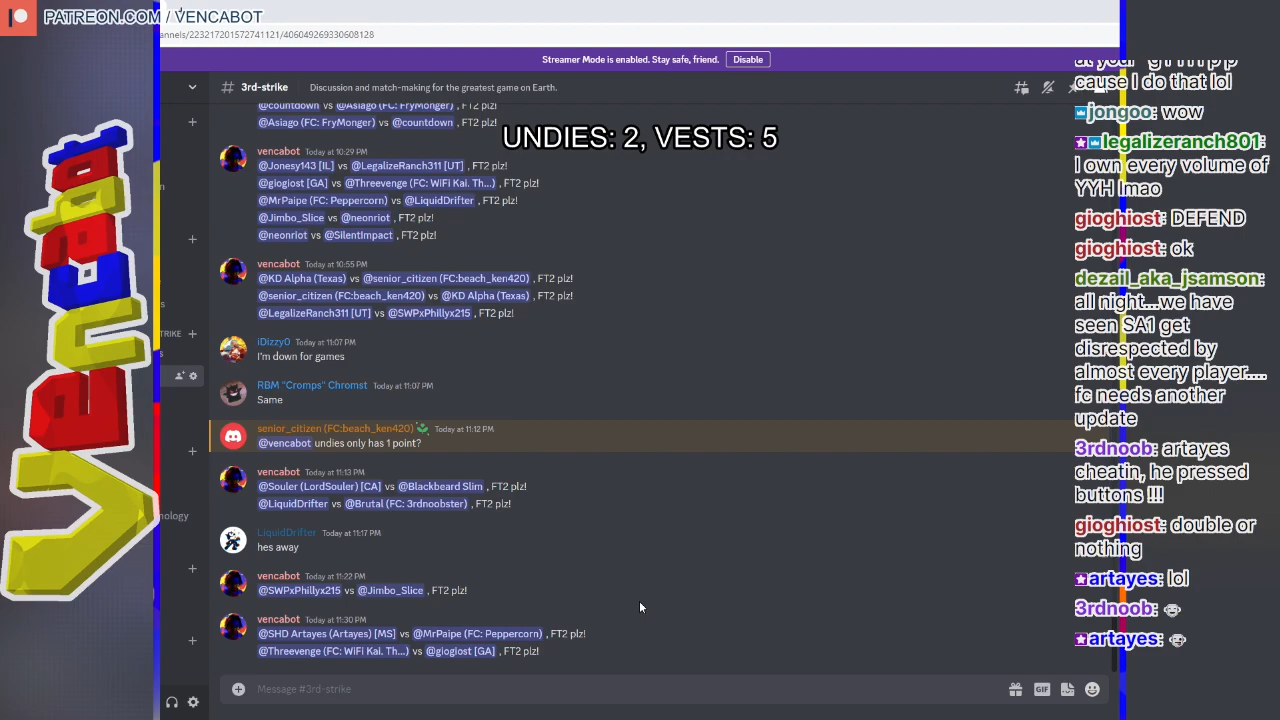 PATREON.COM / VENCABOT
annels/223217201572741121/406049269330608128
Streamer Mode is enabled. Stay safe, friend. Disable
# 3rd-strike Discussion and match-making for the greatest game on Earth.
@countdown vs @Asiago (FC: FryMonger) , FT2 plz!
@Asiago (FC: FryMonger) vs @countdown , FT2 plz!
UNDIES: 2, VESTS: 5
vencabot Today at 10:29 PM
@Jonesy143 [IL] vs @LegalizeRanch311 [UT] , FT2 plz!
@giogiost [GA] vs @Threevenge (FC: WiFi Kai. Th...) , FT2 plz!
@MrPaipe (FC: Peppercorn) vs @LiquidDrifter , FT2 plz!
@Jimbo_Slice vs @neonriot , FT2 plz!
@neonriot vs @SilentImpact , FT2 plz!
vencabot Today at 10:55 PM
@KD Alpha (Texas) vs @senior_citizen (FC:beach_ken420) , FT2 plz!
@senior_citizen (FC:beach_ken420) vs @KD Alpha (Texas) , FT2 plz!
@LegalizeRanch311 [UT] vs @SWPxPhillyx215 , FT2 plz!
TRIKE
iDizzy0 Today at 11:07 PM
I'm down for games
RBM "Cromps" Chromst Today at 11:07 PM
Same
senior_citizen (FC:beach_ken420) Today at 11:12 PM
@vencabot undies only has 1 point?
vencabot Today at 11:13 PM
@Souler (LordSouler) [CA] vs @Blackbeard Slim , FT2 plz!
@LiquidDrifter vs @Brutal (FC: 3rdnoobster) , FT2 plz!
nology
LiquidDrifter Today at 11:17 PM
hes away
vencabot Today at 11:22 PM
@SWPxPhillyx215 vs @Jimbo_Slice , FT2 plz!
vencabot Today at 11:30 PM
@SHD Artayes (Artayes) [MS] vs @MrPaipe (FC: Peppercorn) , FT2 plz!
@Threevenge (FC: WiFi Kai. Th...) vs @giogiost [GA] , FT2 plz!
Message #3rd-strike
GIF
vencabot
cause I do that lol
jongoo: wow
legalizeranch801:
I own every volume of
YYH lmao
gioghiost: DEFEND
gioghiost: ok
dezail_aka_jsamson:
all night...we have
seen SA1 get
disrespected by
almost every player....
fc needs another
update
3rdnoob: artayes
cheatin, he pressed
buttons !!!
gioghiost: double or
nothing
artayes: lol
3rdnoob:
artayes: